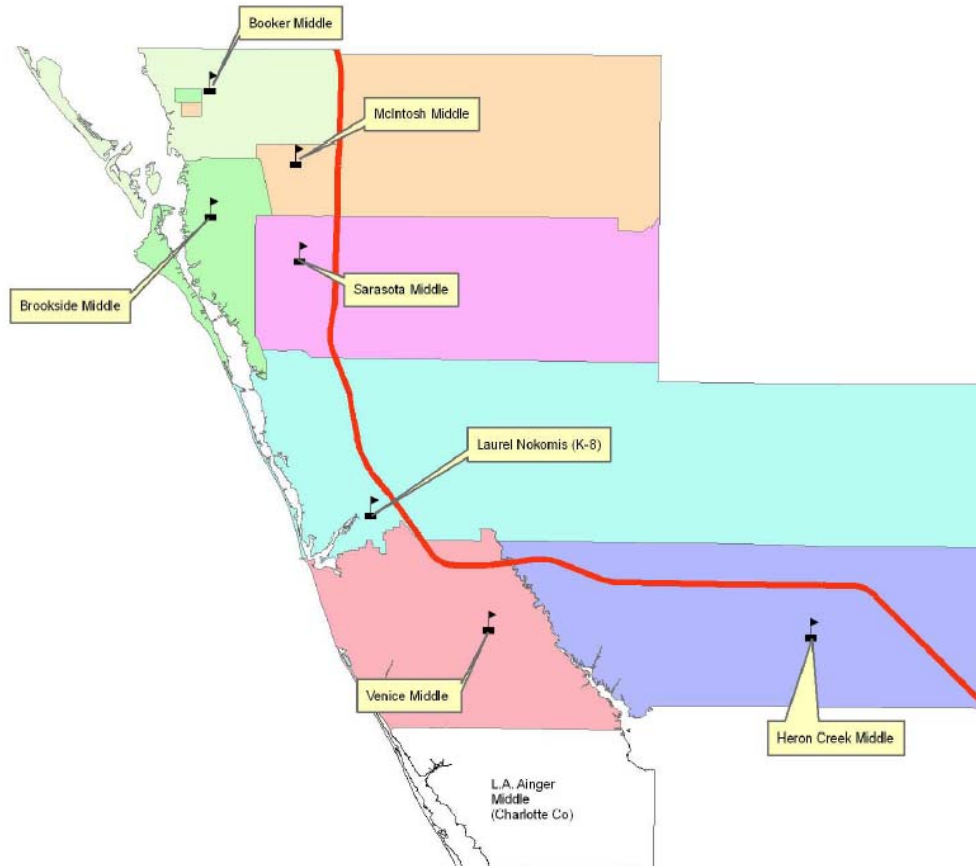 Booker Middle
McIntosh Middle
Sarasota Middle
Brookside Middle
Laurel Nokomis (K-8)
Venice Middle
Heron Creek Middle
L.A. Ainger
Middle
(Charlotte Co)